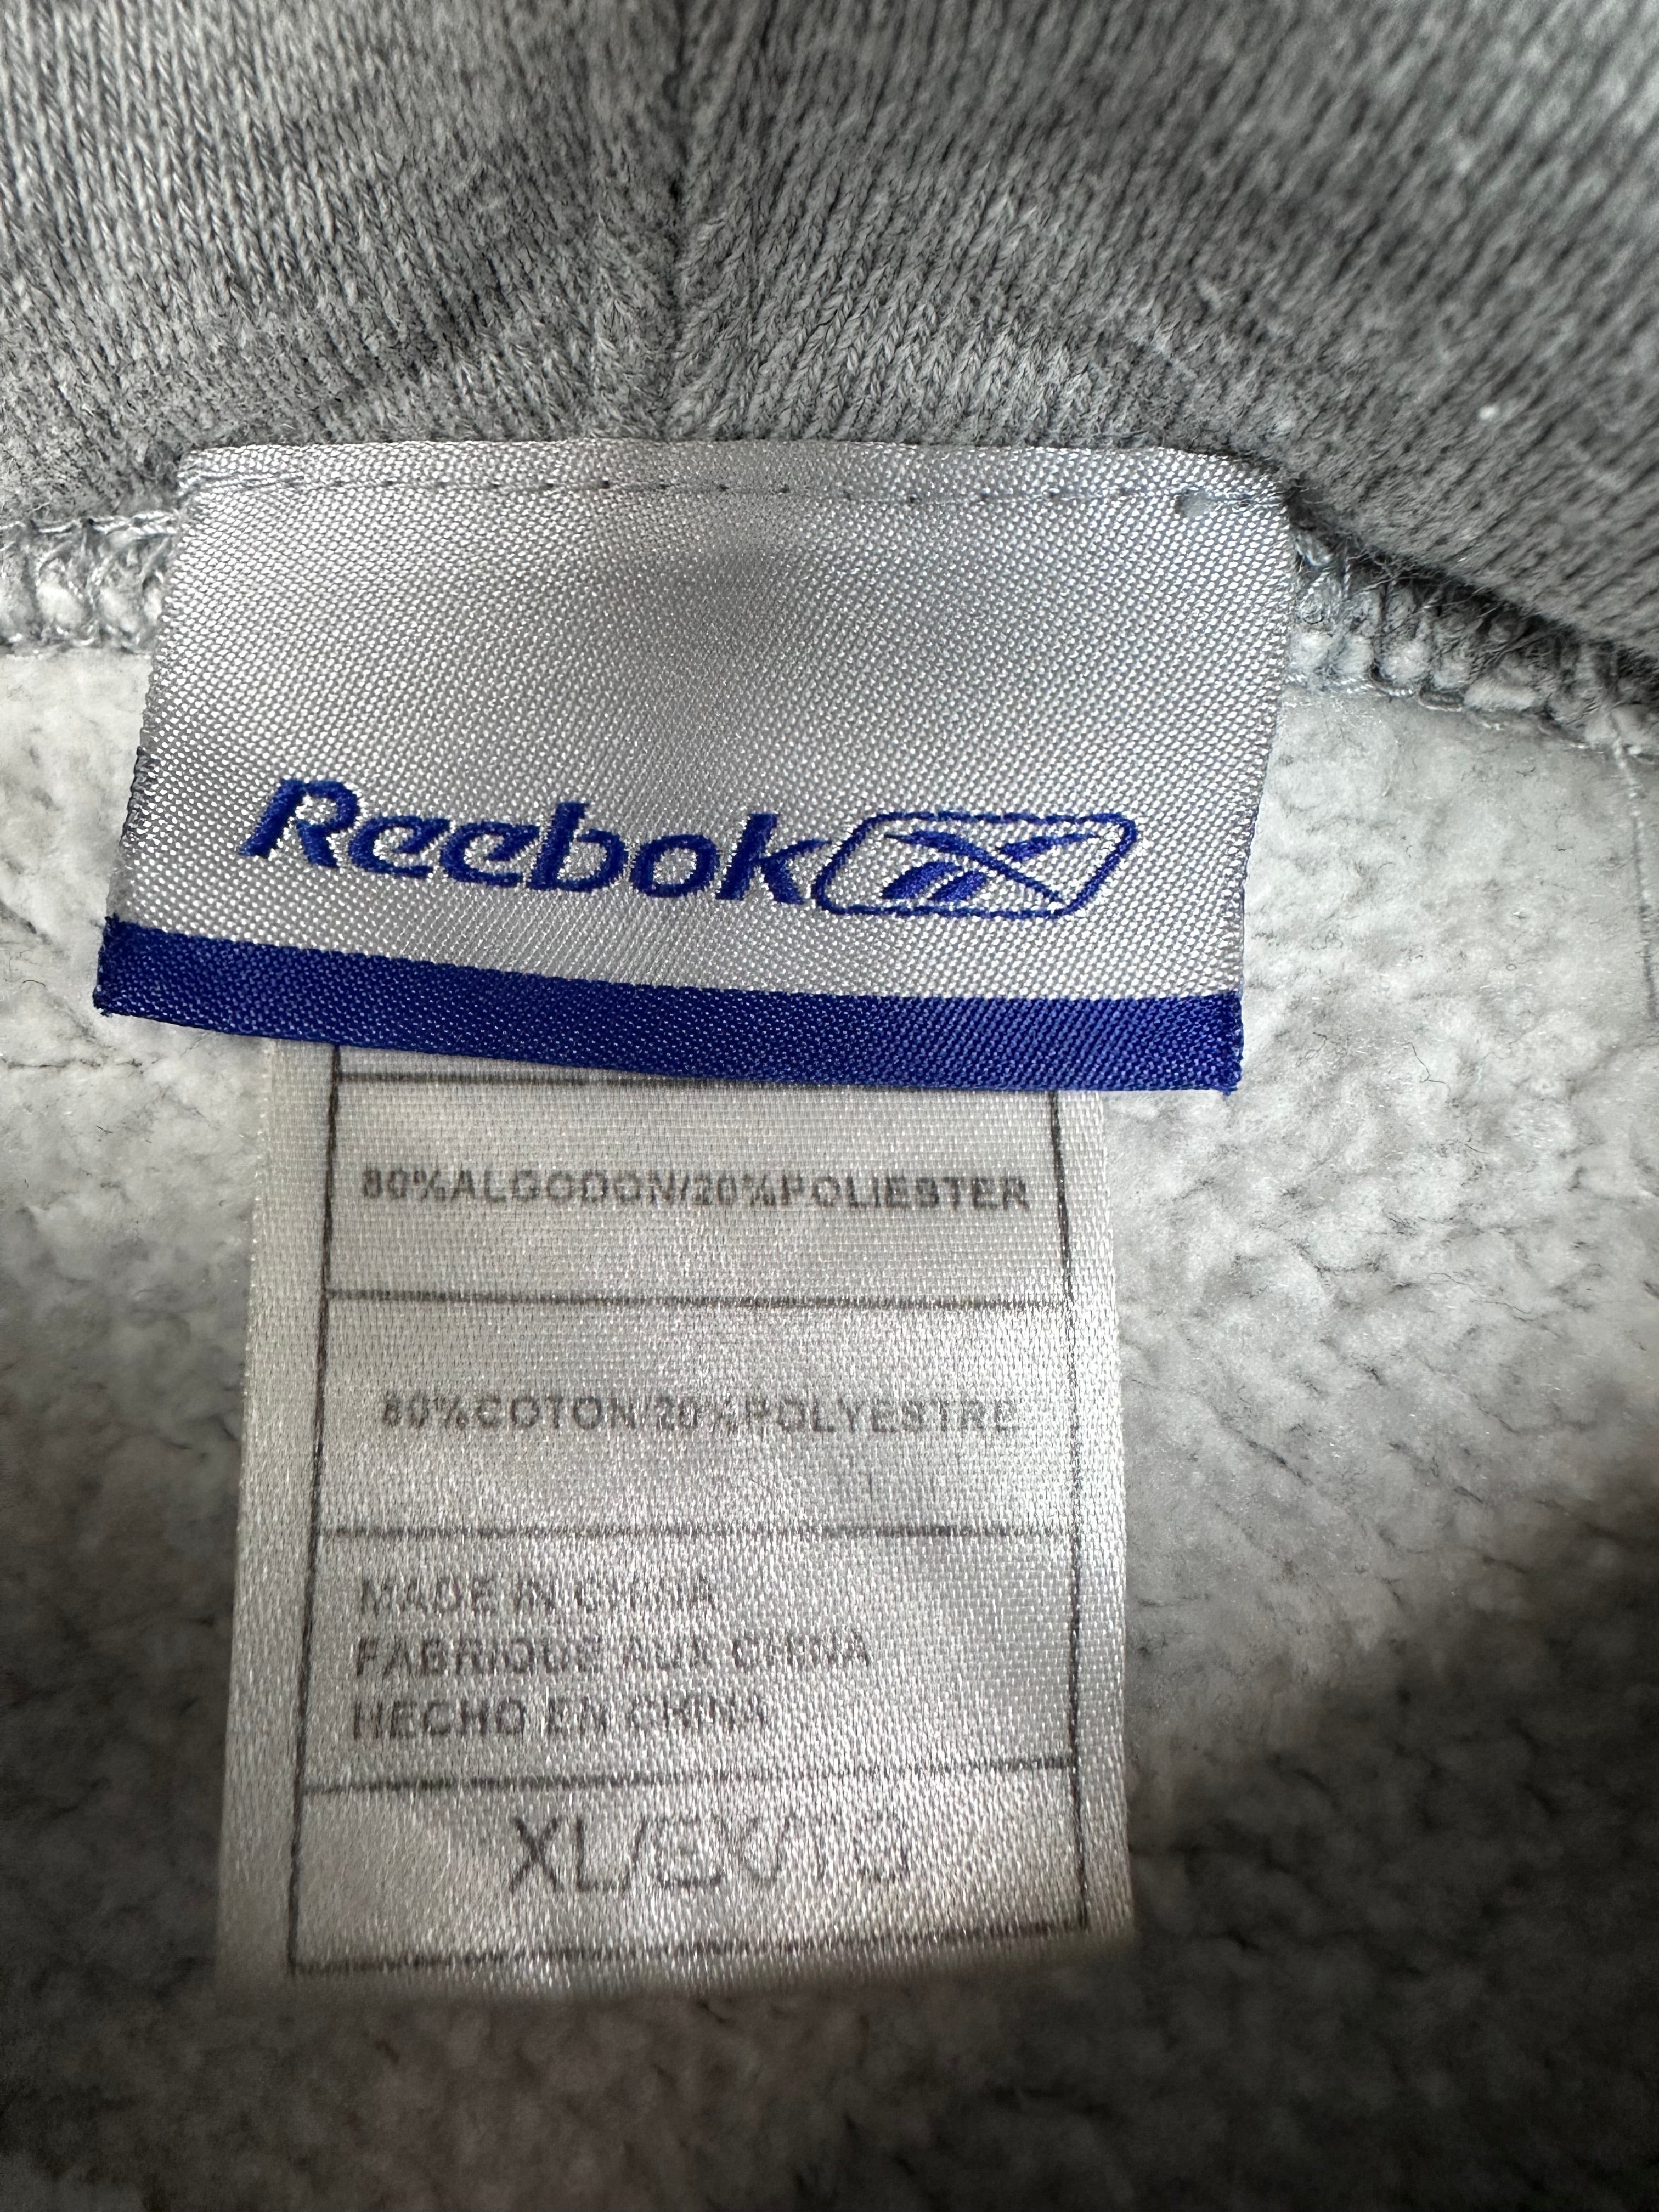 Reebok
80%ALGODON/20%POLIESTER
80%COTON/20%POLYESTRE
MADE IN CHINA
FABRIQUE AUX CHINA
HECHO EN CHINA
XL/EX/TG